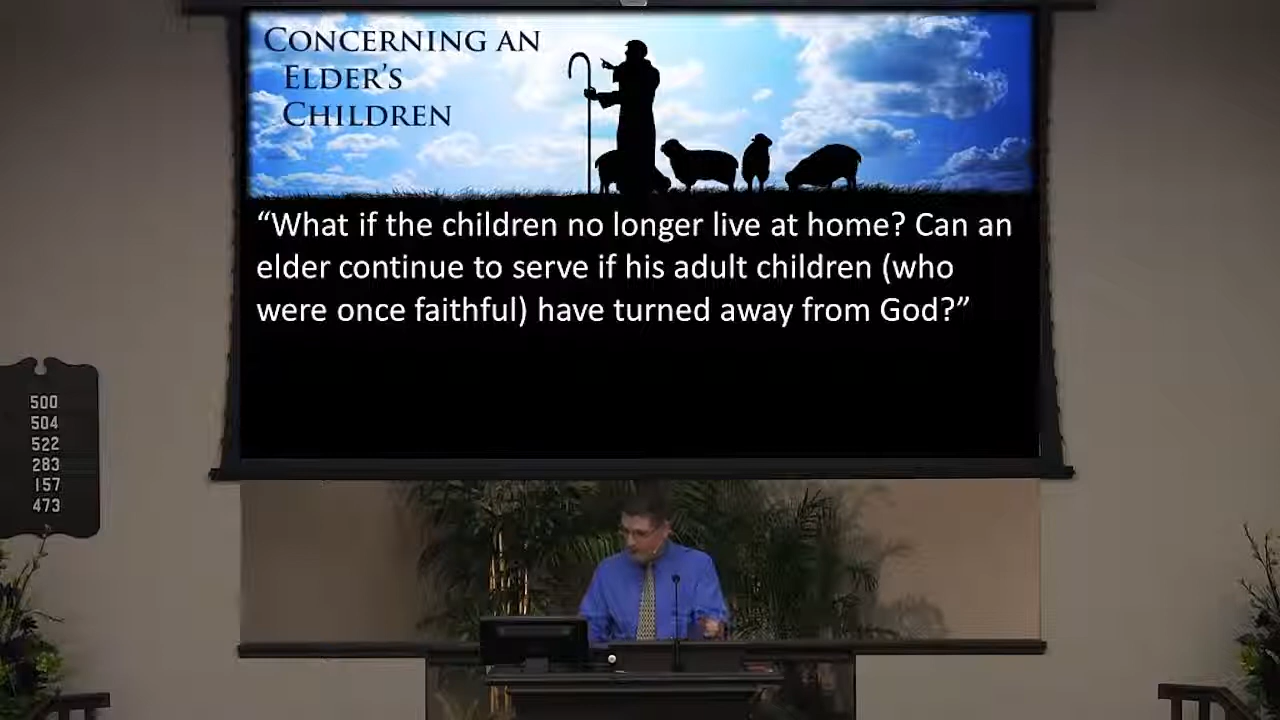 CONCERNING AN
ELDER'S
CHILDREN
“What if the children no longer live at home? Can an
elder continue to serve if his adult children (who
were once faithful) have turned away from God?”
500
504
522
283
157
473